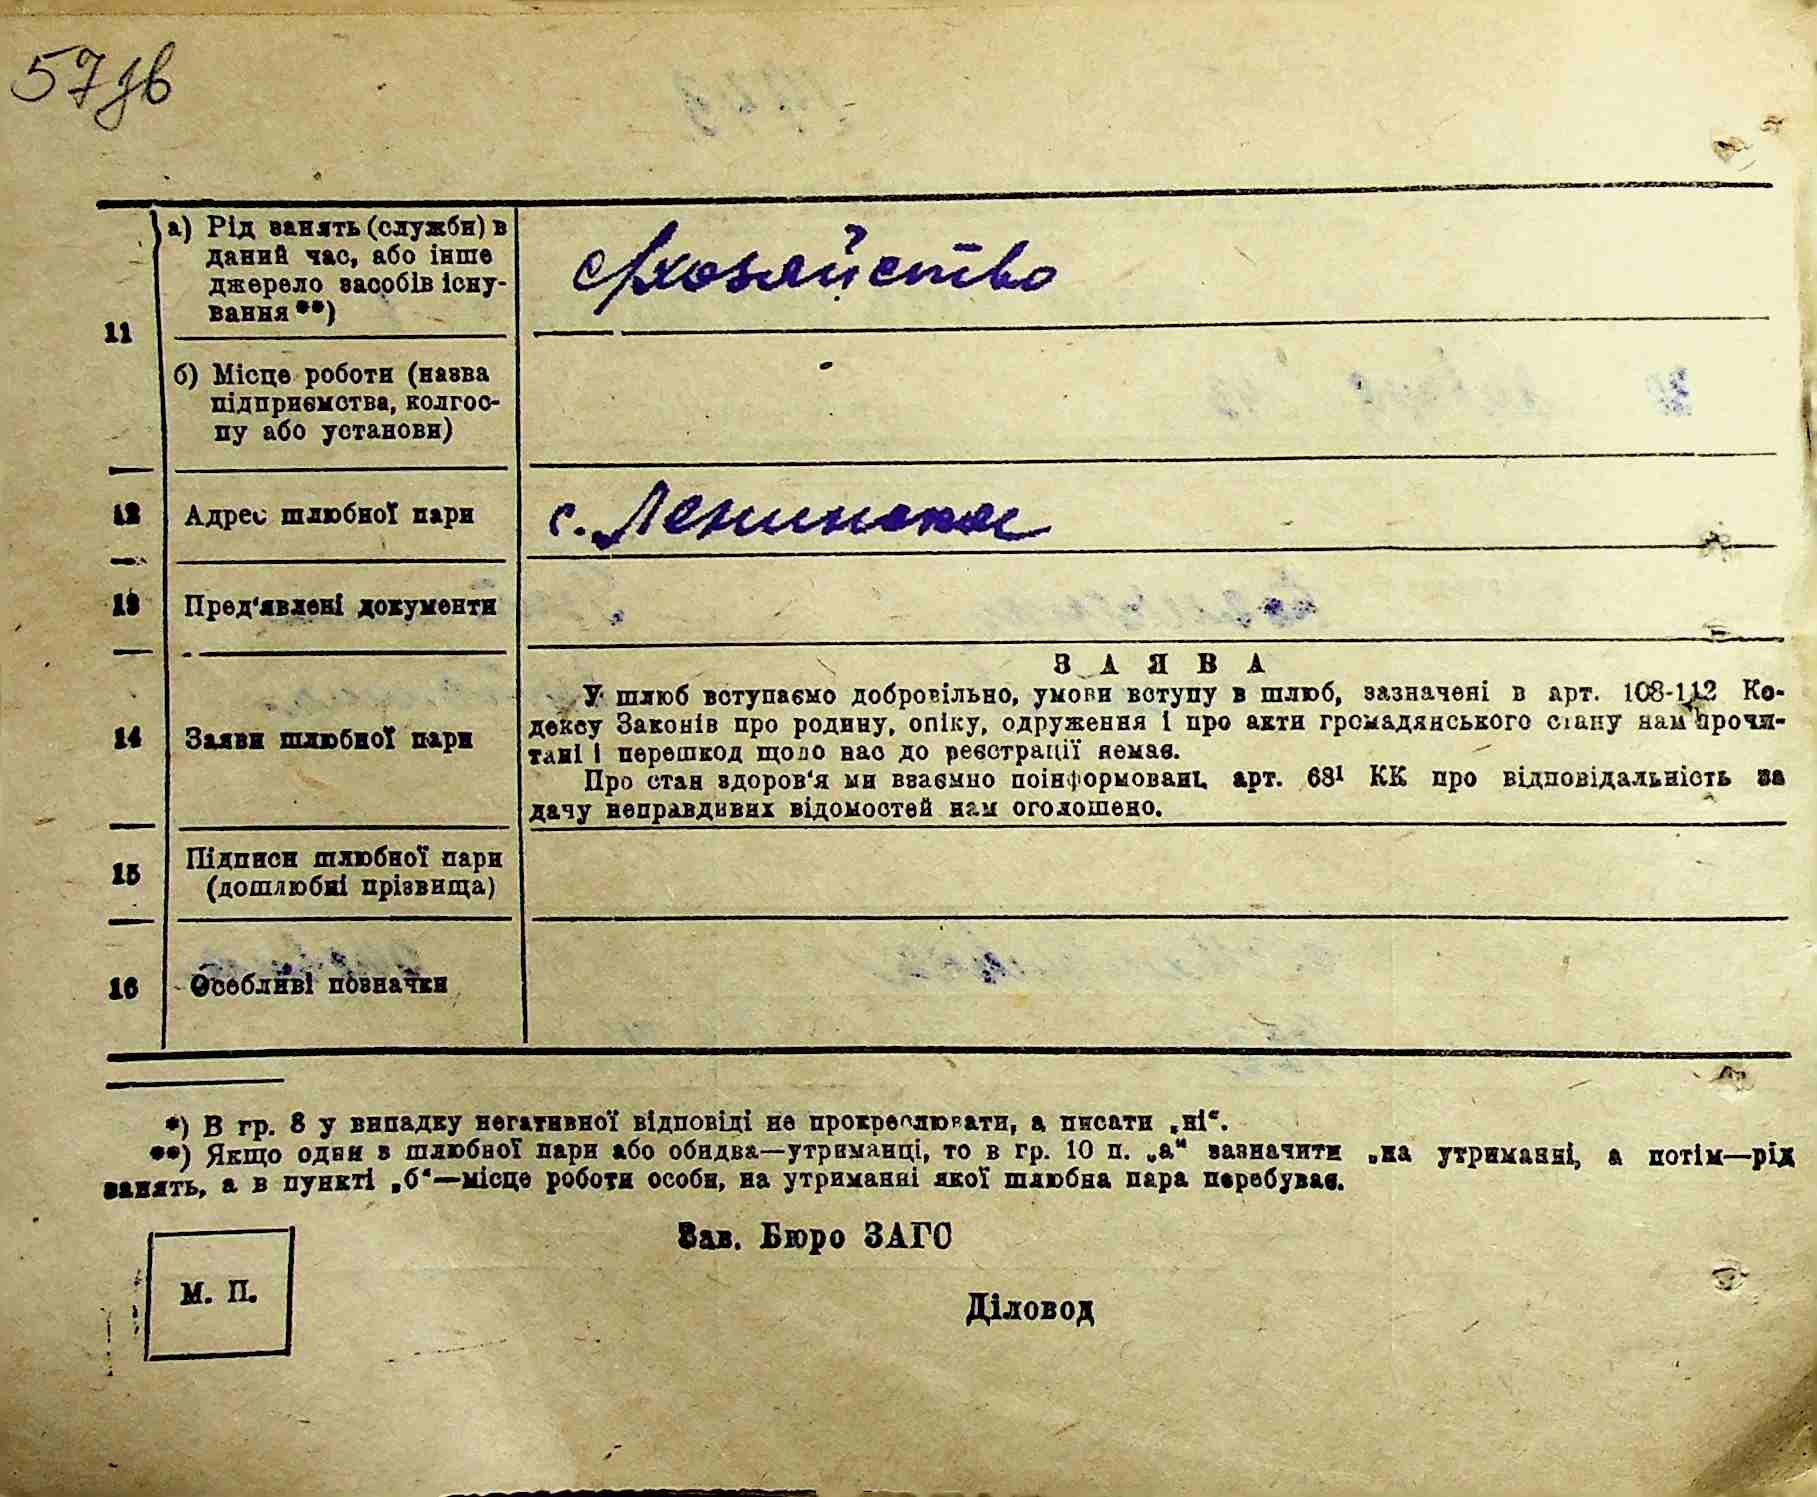 57 зв
11
а) Рід занять (служби) в
даний час, або інше
джерело засобів існу-
вання **)
с/хозяйство
б) Місце роботи (назва
підприємства, колгос-
пу або установи)
12 Адрес шлюбної пари с. Ленинское
13 Пред'явлені документи
14 Заяви шлюбної пари
ЗАЯВА
У шлюб вступаємо добровільно, умови вступу в шлюб, зазначені в арт. 108-112 Ко-
дексу Законів про родину, опіку, одруження і про акти громадянського стану нам прочи-
тані і перешкод щодо нас до реєстрації немає.
Про стан здоров'я ми взаємно поінформовані, арт. 68¹ КК про відповідальність за
дачу неправдивих відомостей нам оголошено.
15 Підписи шлюбної пари
(дошлюбні прізвища)
16 Особливі позначки
*) В гр. 8 у випадку негативної відповіді не прокреслювати, а писати „ні“.
**) Якщо один з шлюбної пари або обидва—утриманці, то в гр. 10 п. „а“ зазначити „на утриманні, а потім—рід
занять, а в пункті „б“—місце роботи особи, на утриманні якої шлюбна пара перебуває.
Зав. Бюро ЗАГС
М. П.
Діловод